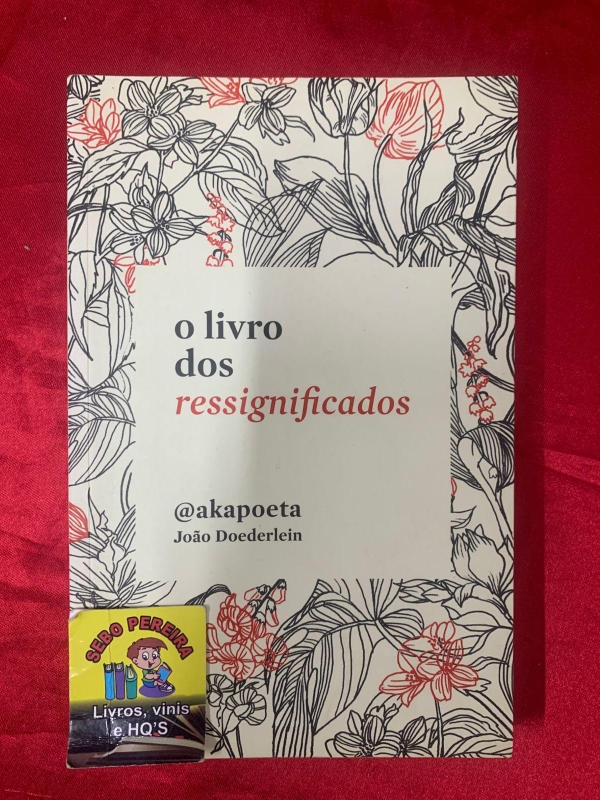 o livro
dos
ressignificados
@akapoeta
João Doederlein
SEBO PEREIRA
Livros, vinis
e HQ'S